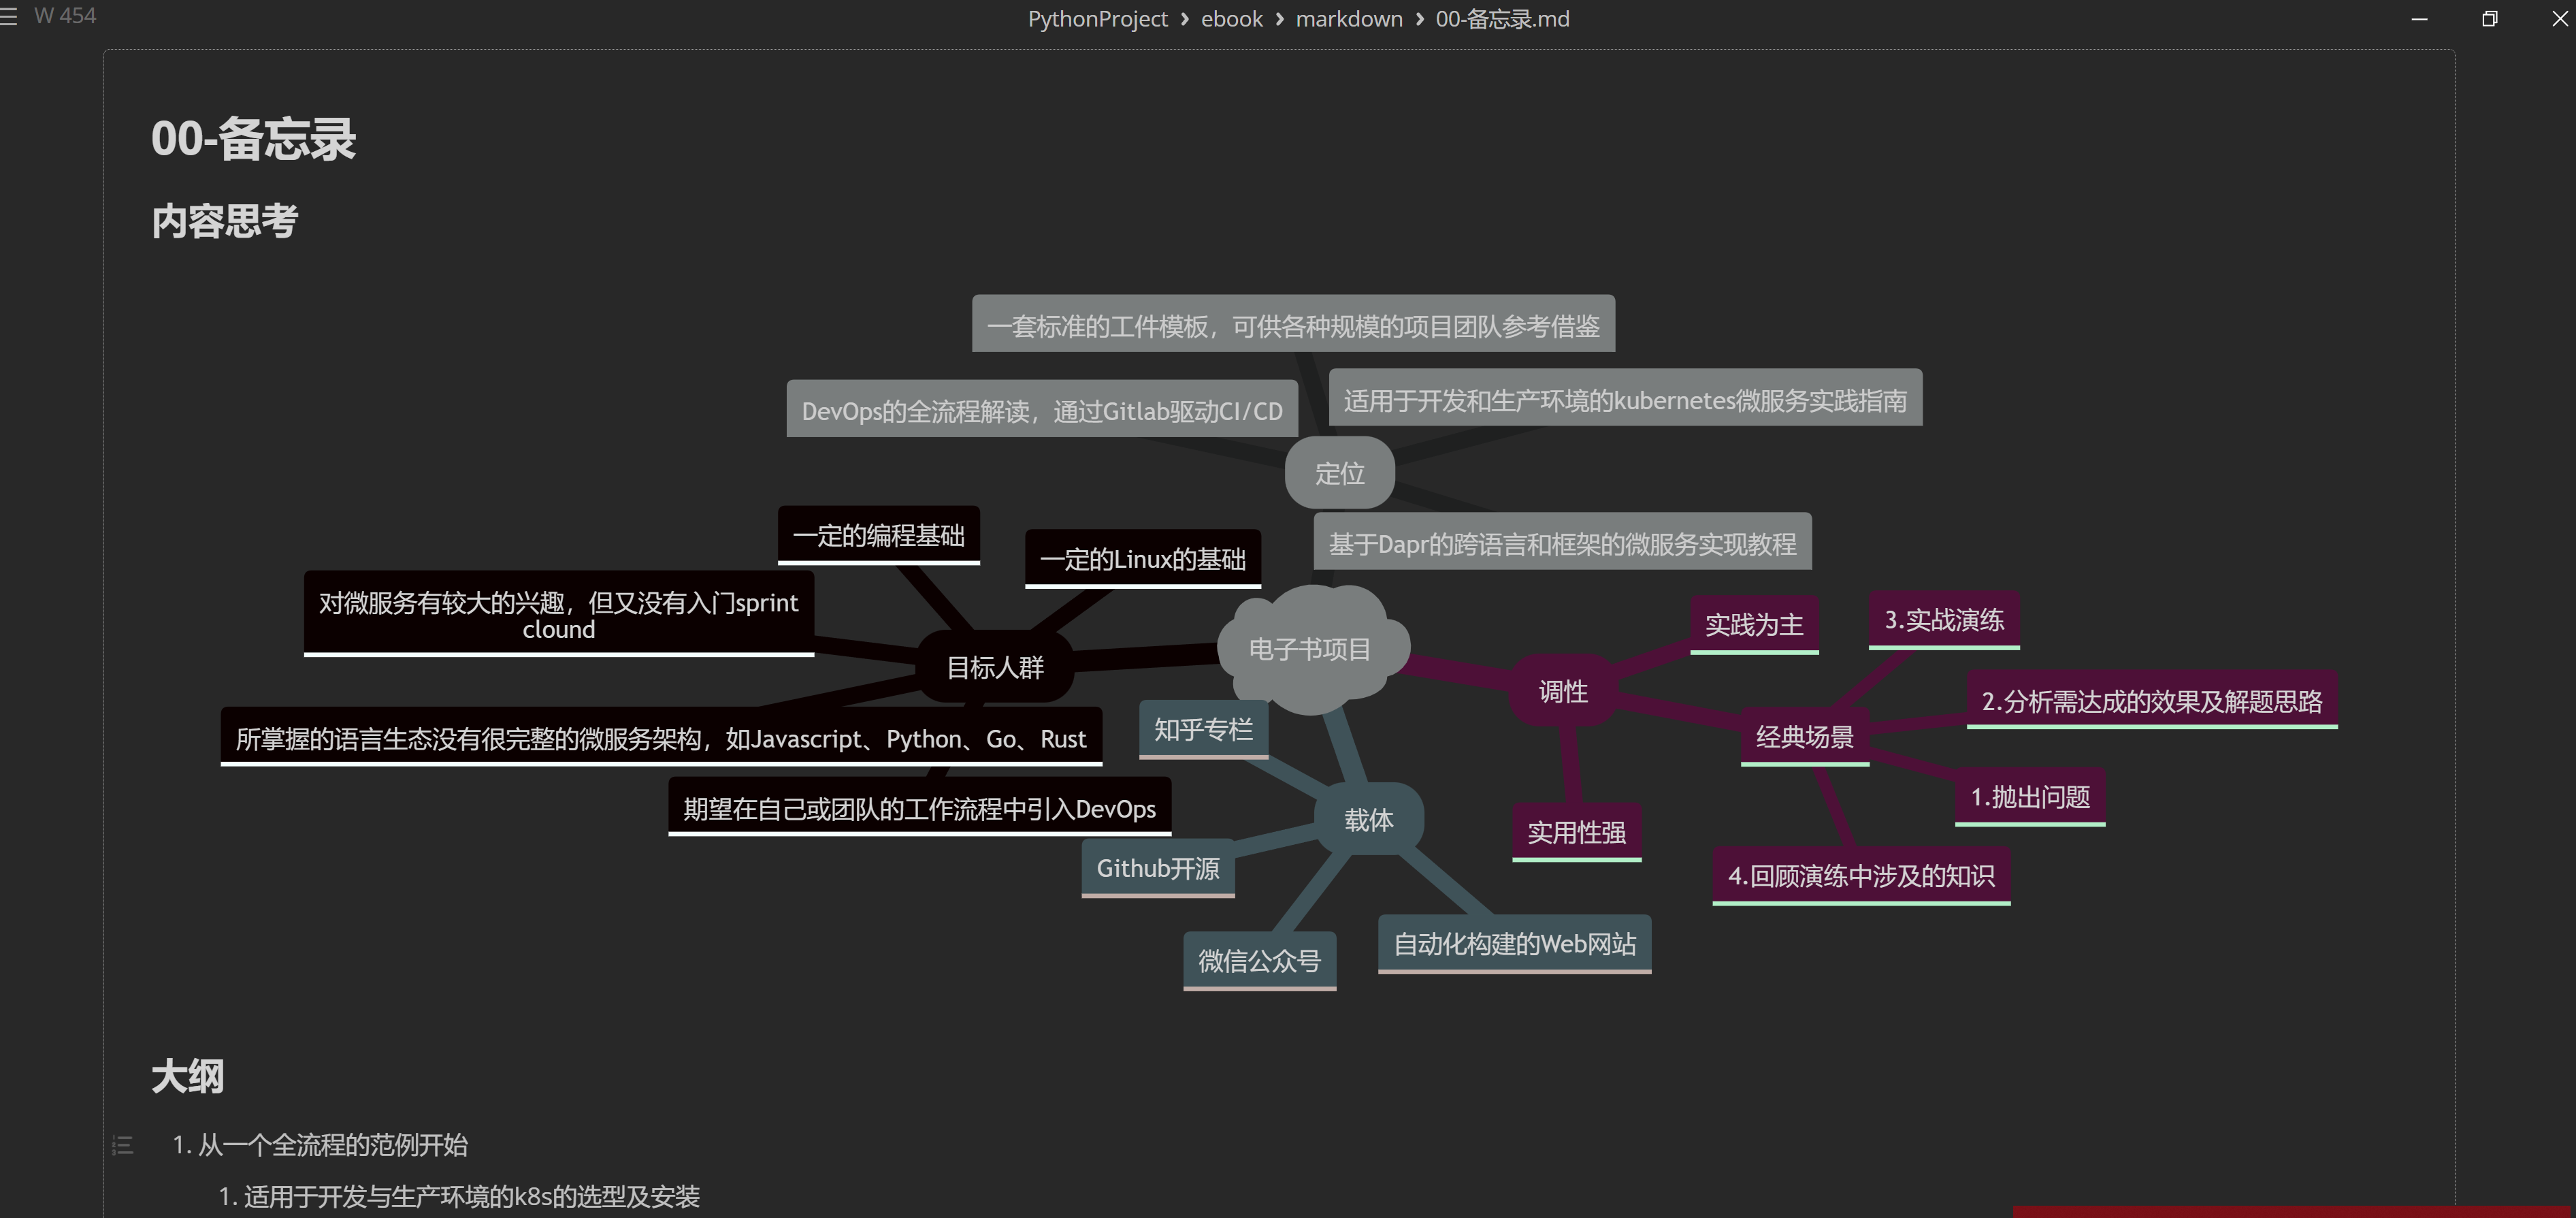 W 454
PythonProject › ebook › markdown › 00-备忘录.md
00-备忘录
内容思考
一套标准的工件模板，可供各种规模的项目团队参考借鉴
DevOps的全流程解读，通过Gitlab驱动CI/CD
适用于开发和生产环境的kubernetes微服务实践指南
定位
基于Dapr的跨语言和框架的微服务实现教程
一定的编程基础
一定的Linux的基础
对微服务有较大的兴趣，但又没有入门sprint
clound
目标人群
所掌握的语言生态没有很完整的微服务架构，如Javascript、Python、Go、Rust
期望在自己或团队的工作流程中引入DevOps
电子书项目
知乎专栏
载体
Github开源
微信公众号
自动化构建的Web网站
调性
实践为主
实用性强
经典场景
3.实战演练
2.分析需达成的效果及解题思路
1.抛出问题
4.回顾演练中涉及的知识
大纲
1. 从一个全流程的范例开始
1. 适用于开发与生产环境的k8s的选型及安装